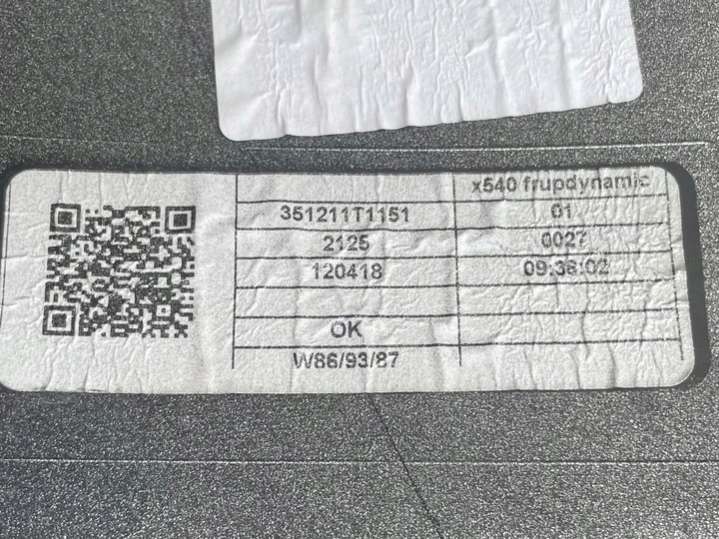 x540 frupdynamic
351211T1151 01
2125 0027
120418 09:38:02
OK
W86/93/87